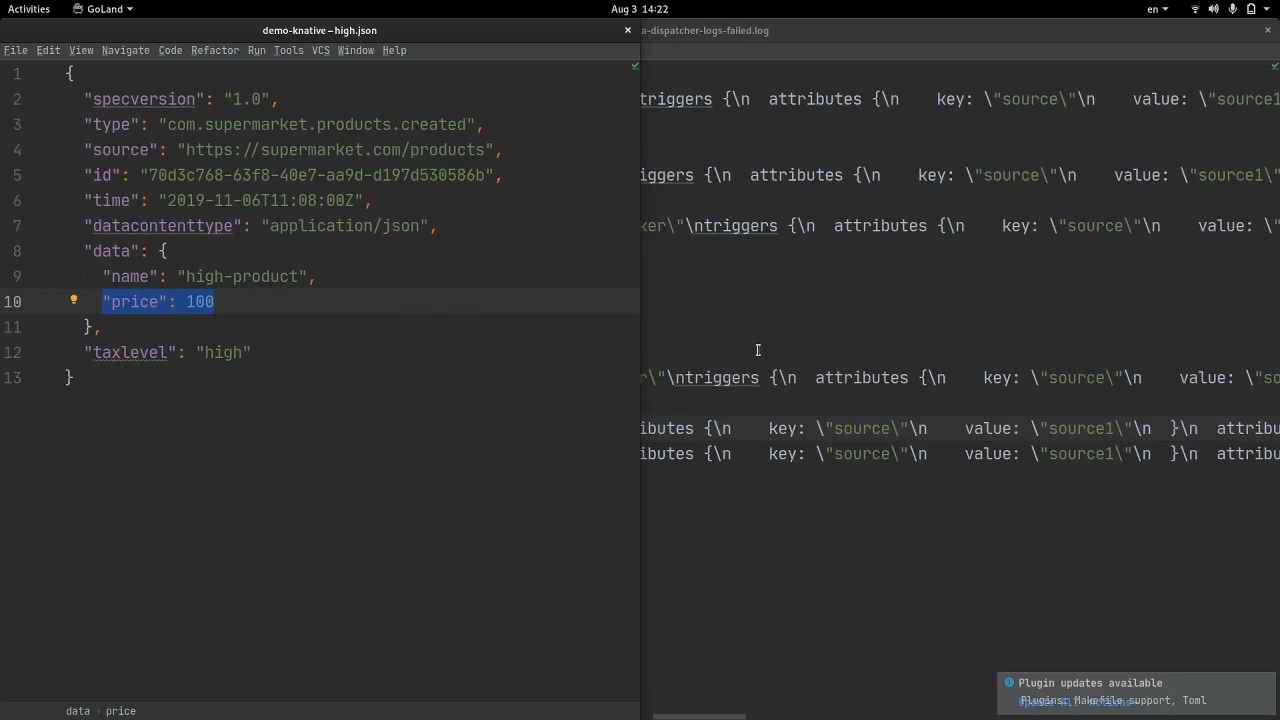 Activities GoLand Aug 3 14:22 en
demo-knative – high.json
a-dispatcher-logs-failed.log
File Edit View Navigate Code Refactor Run Tools VCS Window Help
1 {
2 "specversion": "1.0",
3 "type": "com.supermarket.products.created",
4 "source": "https://supermarket.com/products",
5 "id": "70d3c768-63f8-40e7-aa9d-d197d530586b",
6 "time": "2019-11-06T11:08:00Z",
7 "datacontenttype": "application/json",
8 "data": {
9 "name": "high-product",
10 "price": 100
11 },
12 "taxlevel": "high"
13 }
data › price
triggers {\n attributes {\n key: \"source\"\n value: \"source1
iggers {\n attributes {\n key: \"source\"\n value: \"source1\"
ker\"\ntriggers {\n attributes {\n key: \"source\"\n value: \"
r\"\ntriggers {\n attributes {\n key: \"source\"\n value: \"so
ibutes {\n key: \"source\"\n value: \"source1\"\n }\n attribu
ibutes {\n key: \"source\"\n value: \"source1\"\n }\n attribu
Plugin updates available
Plugins: Makefile support, Toml